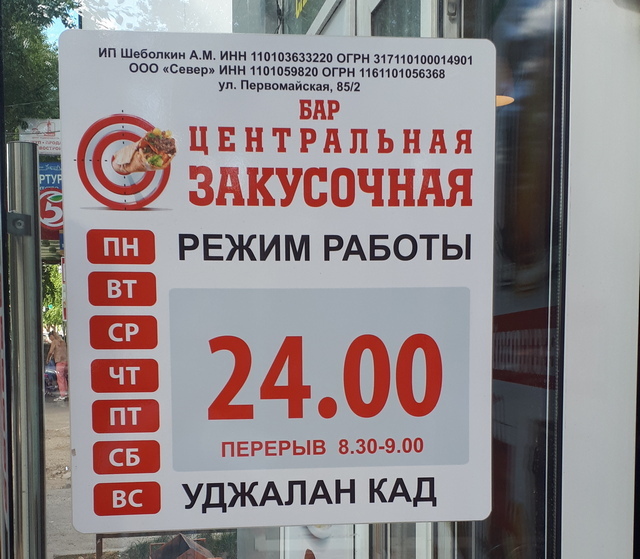 ИП Шеболкин А.М. ИНН 110103633220 ОГРН 317110100014901
ООО «Север» ИНН 1101059820 ОГРН 1161101056368
ул. Первомайская, 85/2
БАР
ЦЕНТРАЛЬНАЯ
ЗАКУСОЧНАЯ
ПН
РЕЖИМ РАБОТЫ
ВТ
СР
ЧТ
ПТ
СБ
ВС
24.00
ПЕРЕРЫВ 8.30-9.00
УДЖАЛАН КАД
5